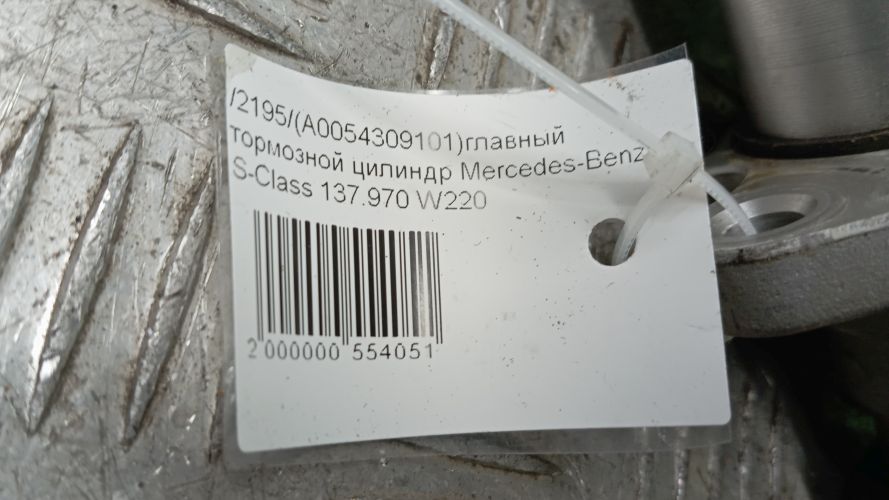 /2195/(A0054309101)главный
тормозной цилиндр Mercedes-Benz
S-Class 137.970 W220
2 000000 554051